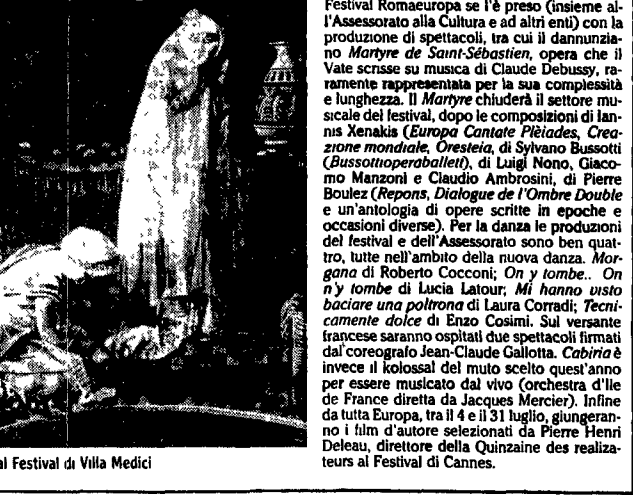 Festival Romaeuropa se l'è preso (insieme al-
l'Assessorato alla Cultura e ad altri enti) con la
produzione di spettacoli, tra cui il dannunzia-
no Martyre de Saint-Sébastien, opera che il
Vate scrisse su musica di Claude Debussy, ra-
ramente rappresentata per la sua complessità
e lunghezza. Il Martyre chiuderà il settore mu-
sicale del festival, dopo le composizioni di Ian-
nis Xenakis (Europa Cantate Plèiades, Crea-
zione mondiale, Oresteia, di Sylvano Bussotti
(Bussottioperaballett), di Luigi Nono, Giaco-
mo Manzoni e Claudio Ambrosini, di Pierre
Boulez (Repons, Dialogue de l'Ombre Double
e un'antologia di opere scritte in epoche e
occasioni diverse). Per la danza le produzioni
del festival e dell'Assessorato sono ben quat-
tro, tutte nell'ambito della nuova danza. Mor-
gana di Roberto Cocconi; On y tombe.. On
n'y tombe di Lucia Latour; Mi hanno visto
baciare una poltrona di Laura Corradi; Tecni-
camente dolce di Enzo Cosimi. Sul versante
francese saranno ospitati due spettacoli firmati
dal coreografo Jean-Claude Gallotta. Cabiria è
invece il kolossal del muto scelto quest'anno
per essere musicato dal vivo (orchestra d'Ile
de France diretta da Jacques Mercier). Infine
da tutta Europa, tra il 4 e il 31 luglio, giungeran-
no i film d'autore selezionati da Pierre Henri
Deleau, direttore della Quinzaine des realiza-
teurs al Festival di Cannes.
al Festival di Villa Medici